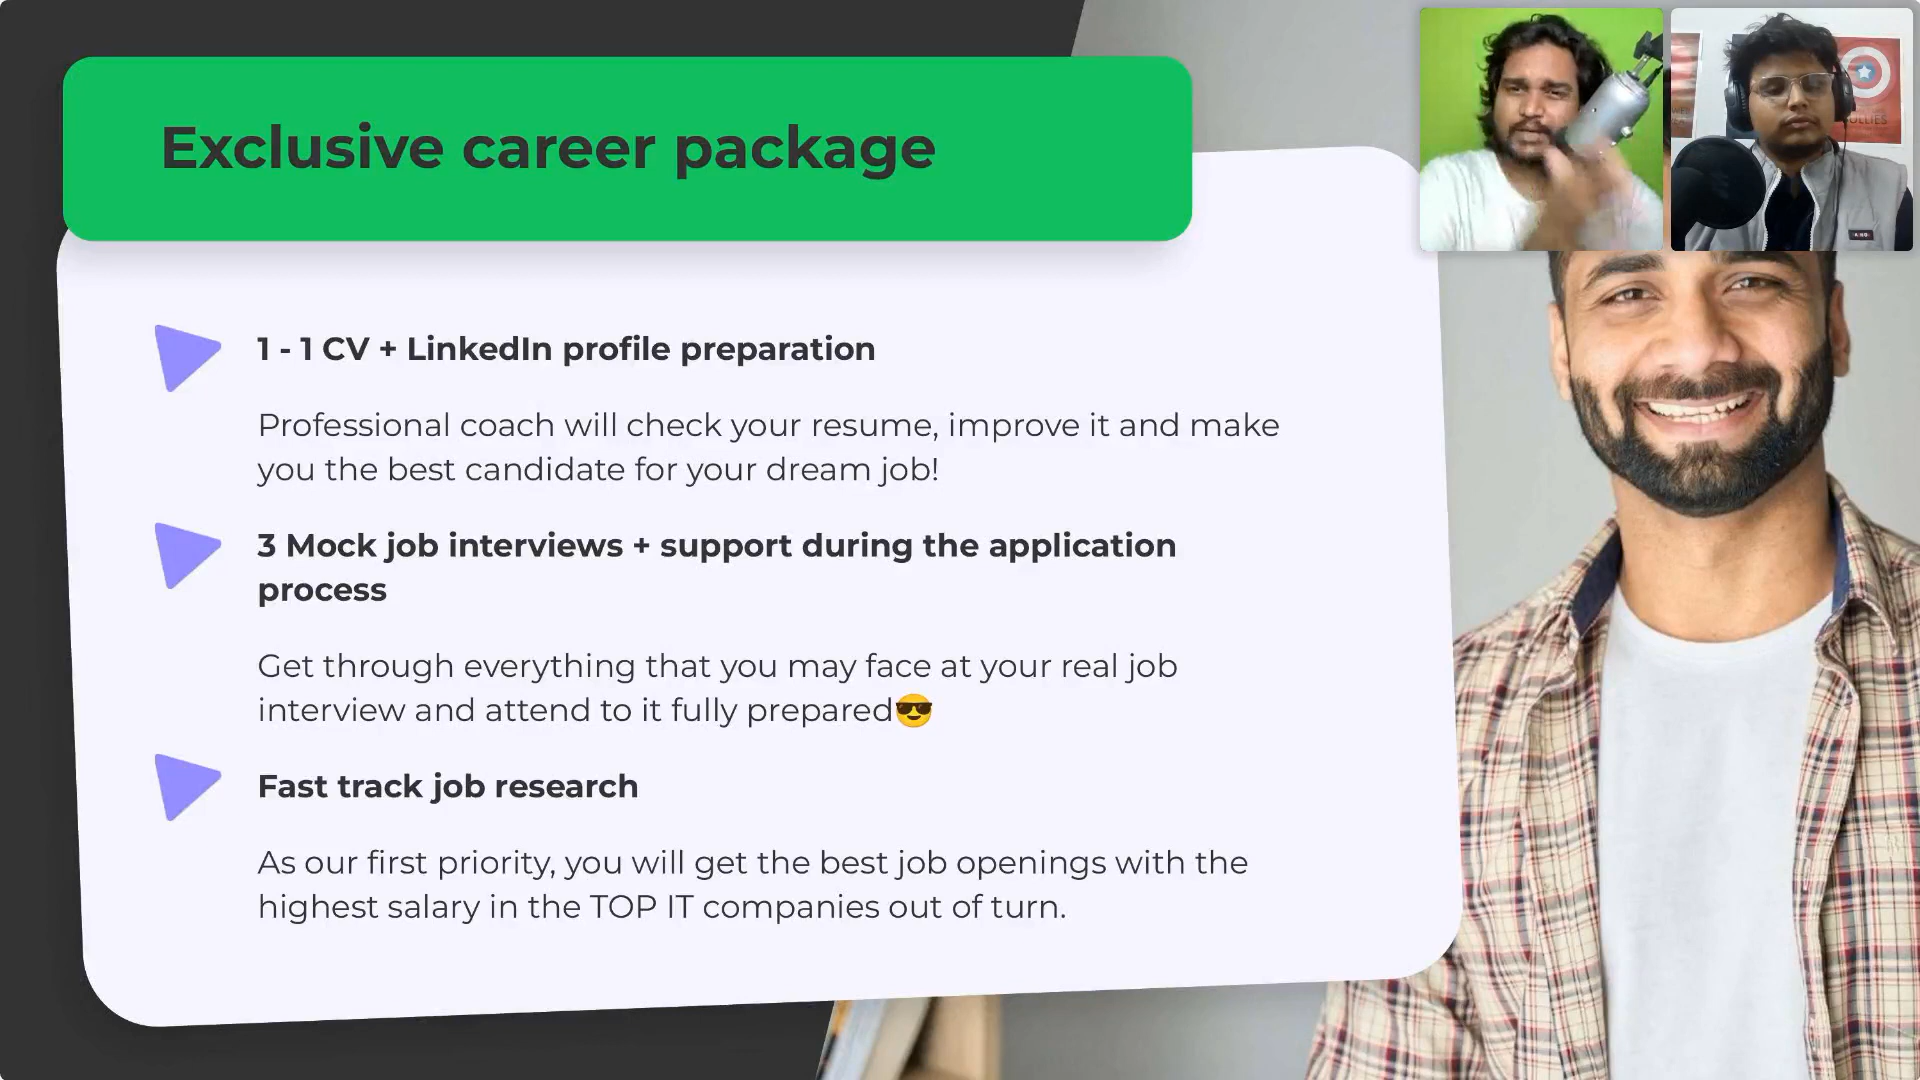 Exclusive career package
1 - 1 CV + LinkedIn profile preparation
Professional coach will check your resume, improve it and make
you the best candidate for your dream job!
3 Mock job interviews + support during the application
process
Get through everything that you may face at your real job
interview and attend to it fully prepared😎
Fast track job research
As our first priority, you will get the best job openings with the
highest salary in the TOP IT companies out of turn.